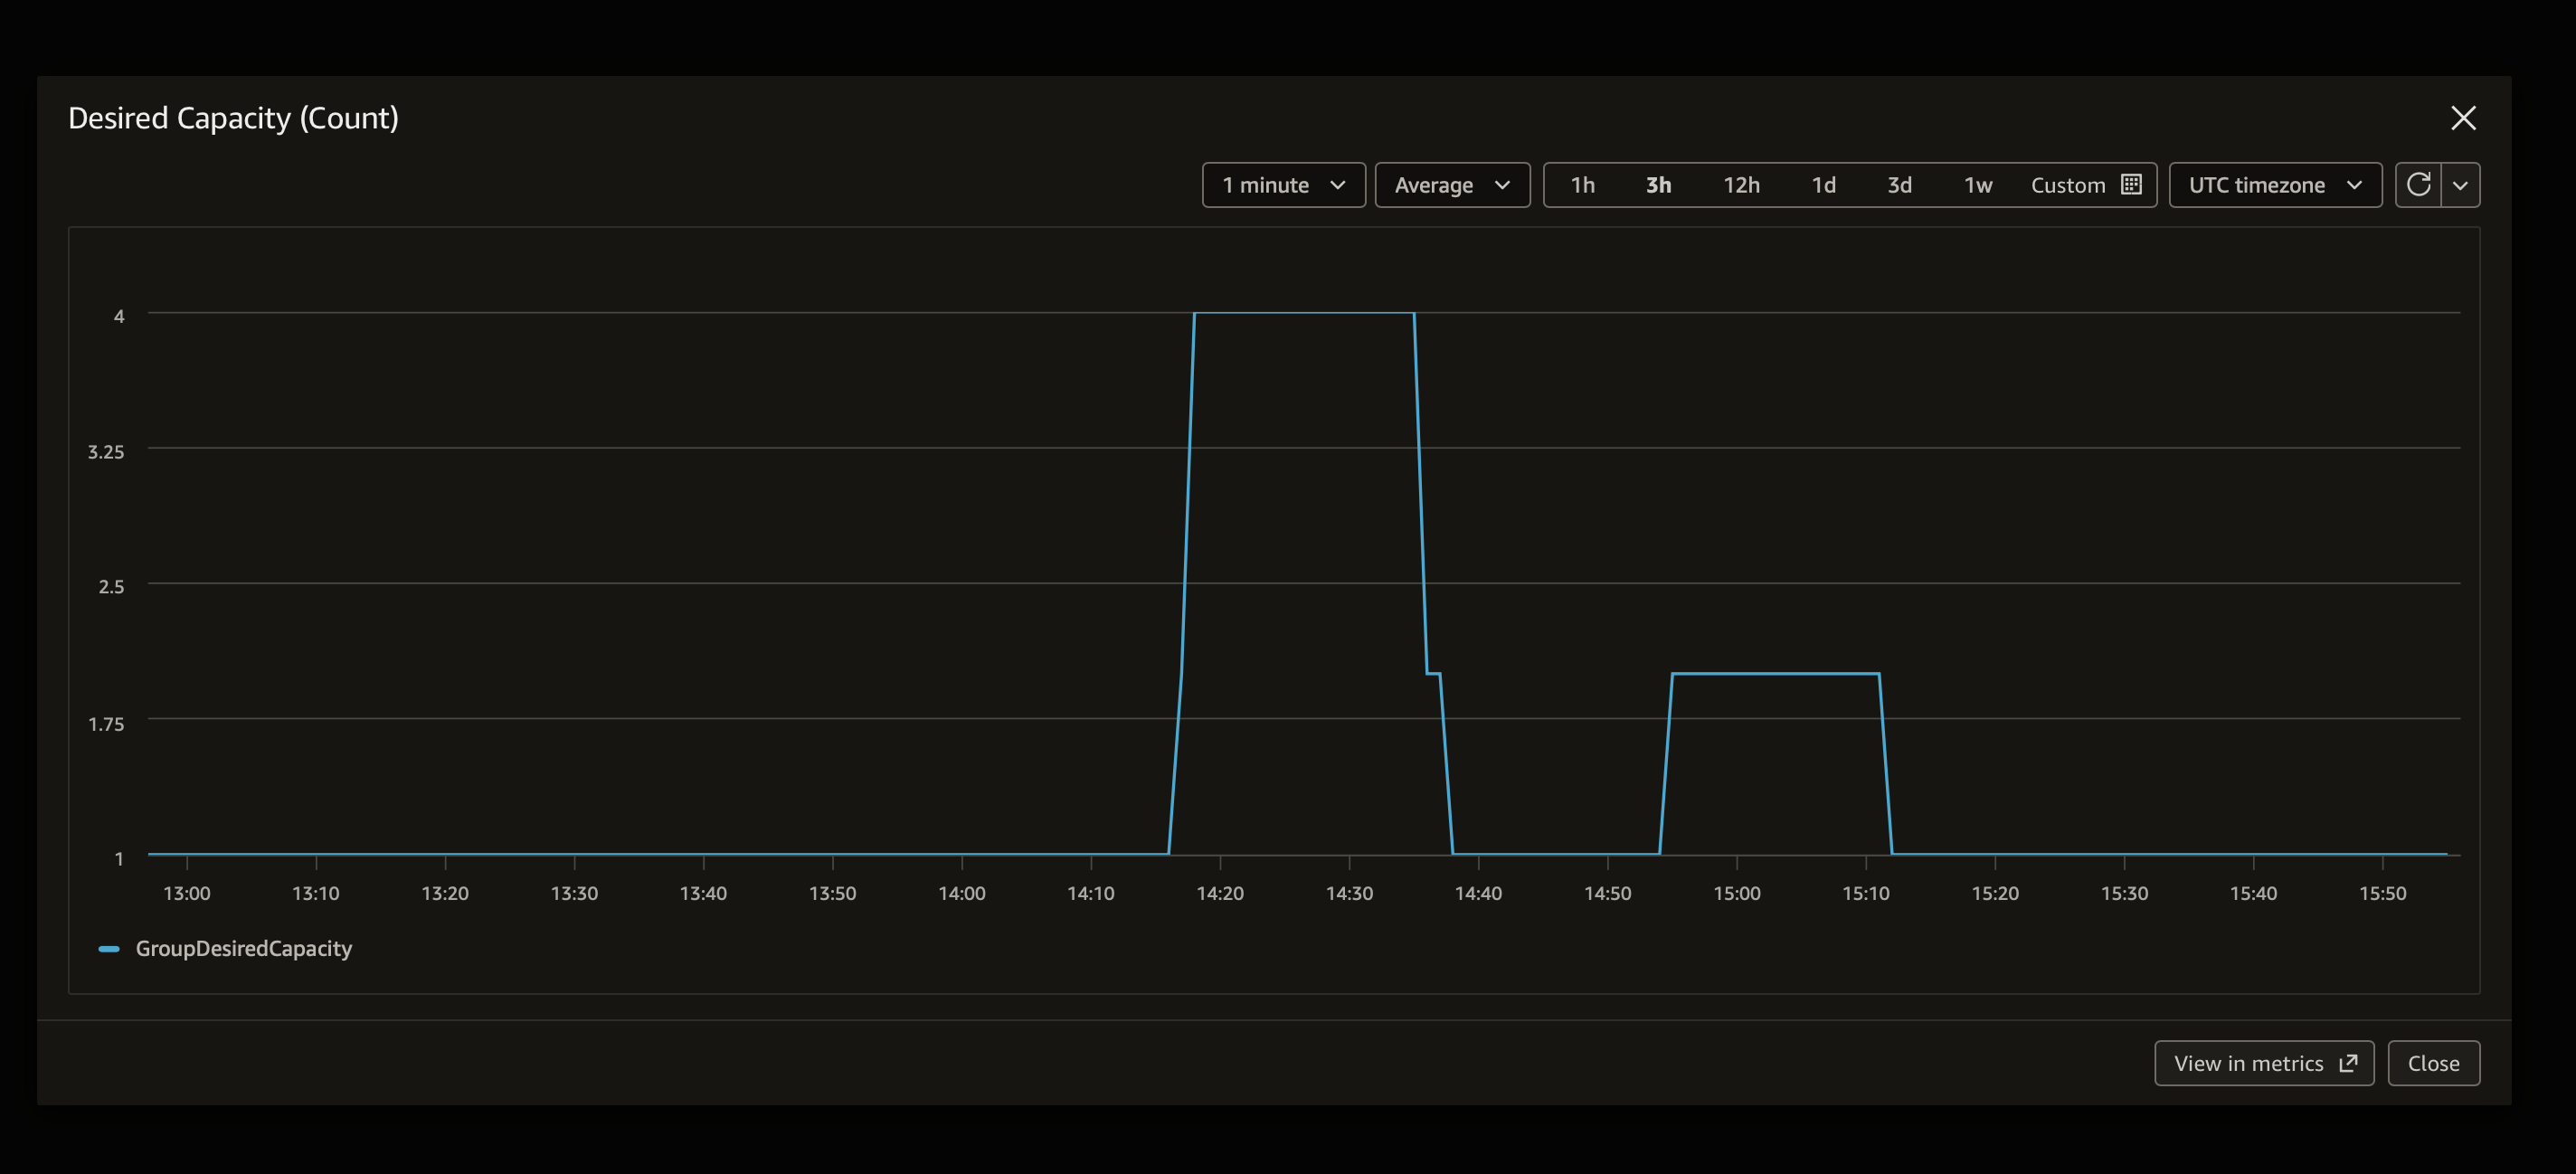 Desired Capacity (Count)
1 minute Average 1h 3h 12h 1d 3d 1w Custom UTC timezone
4
3.25
2.5
1.75
1
13:00 13:10 13:20 13:30 13:40 13:50 14:00 14:10 14:20 14:30 14:40 14:50 15:00 15:10 15:20 15:30 15:40 15:50
GroupDesiredCapacity
View in metrics Close